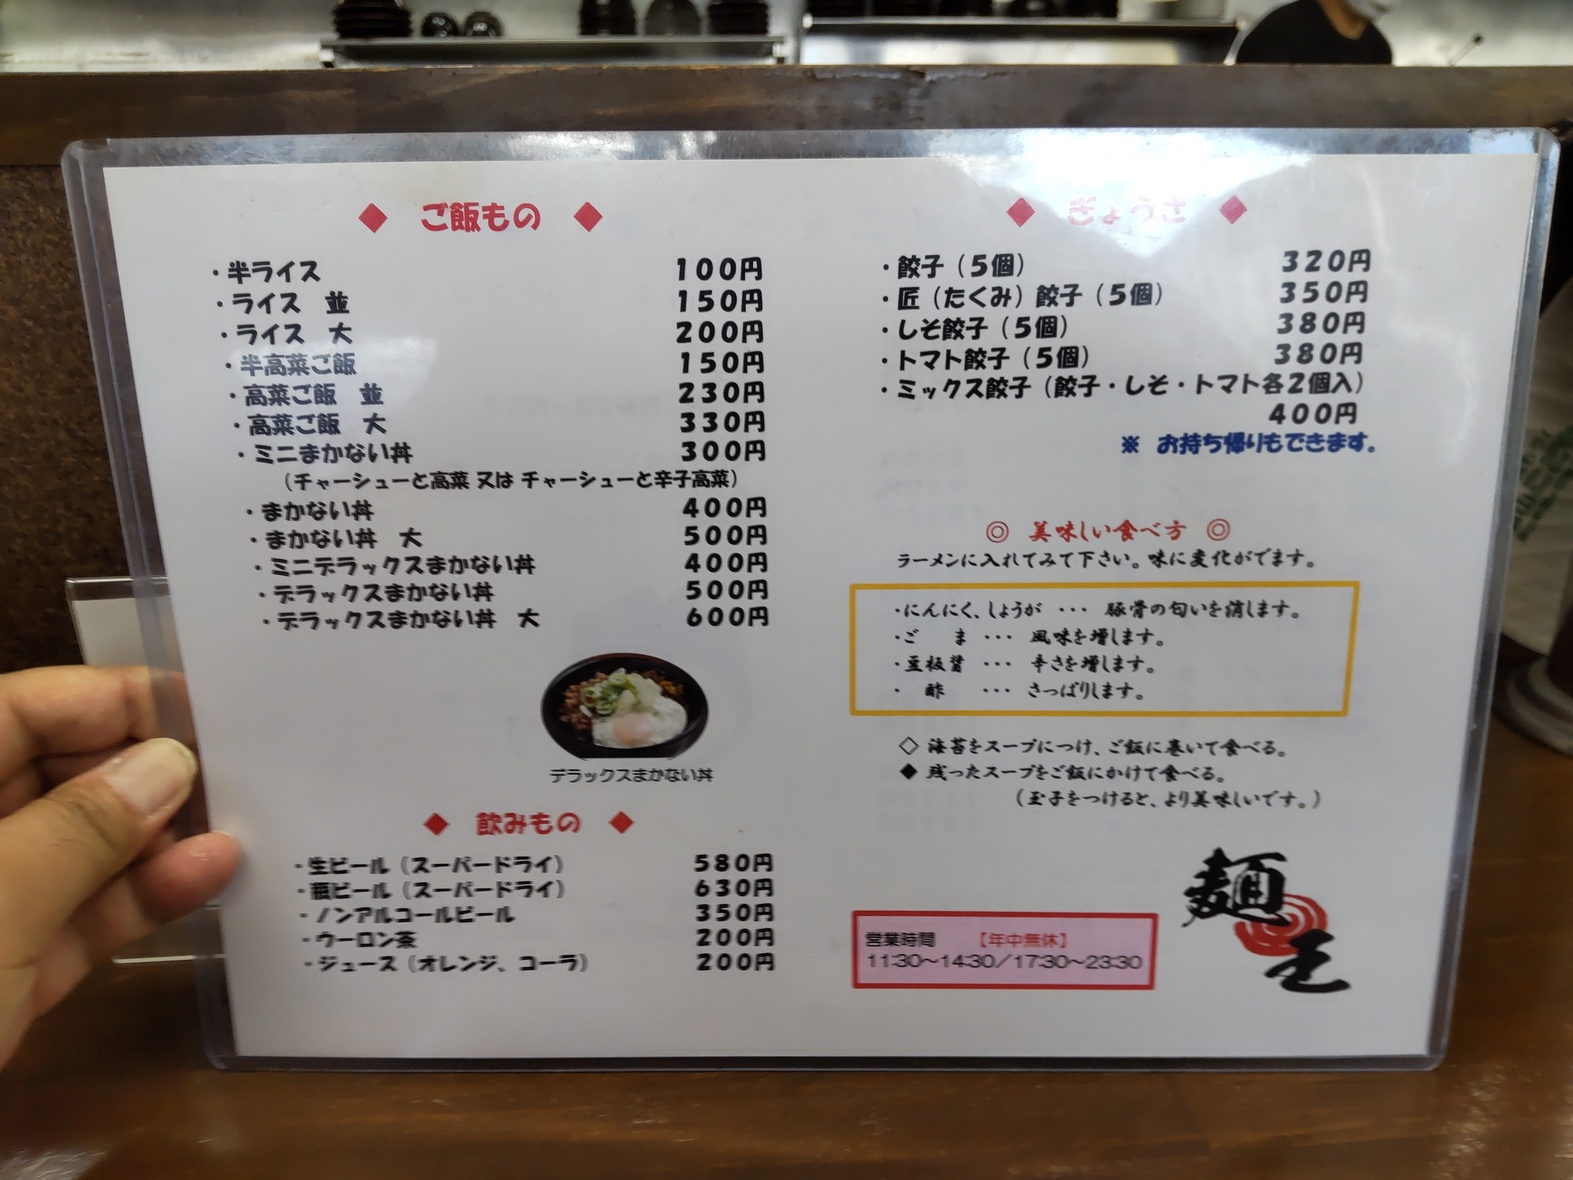 ◆ ご飯もの ◆
・半ライス 100円
・ライス 並 150円
・ライス 大 200円
・半高菜ご飯 150円
・高菜ご飯 並 230円
・高菜ご飯 大 330円
・ミニまかない丼 300円
(チャーシューと高菜 又は チャーシューと辛子高菜)
・まかない丼 400円
・まかない丼 大 500円
・ミニデラックスまかない丼 400円
・デラックスまかない丼 500円
・デラックスまかない丼 大 600円
デラックスまかない丼
◆ 飲みもの ◆
・生ビール(スーパードライ) 580円
・瓶ビール(スーパードライ) 630円
・ノンアルコールビール 350円
・ウーロン茶 200円
・ジュース(オレンジ、コーラ) 200円
◆ ぎょうざ ◆
・餃子(5個) 320円
・匠(たくみ)餃子(5個) 350円
・しそ餃子(5個) 380円
・トマト餃子(5個) 380円
・ミックス餃子(餃子・しそ・トマト各2個入)
400円
※ お持ち帰りもできます。
◎ 美味しい食べ方 ◎
ラーメンに入れてみて下さい。味に変化がでます。
・にんにく、しょうが ・・・ 豚骨の匂いを消します。
・ご ま ・・・ 風味を増します。
・豆板醤 ・・・ 辛さを増します。
・ 酢 ・・・ さっぱりします。
◇ 海苔をスープにつけ、ご飯に巻いて食べる。
◆ 残ったスープをご飯にかけて食べる。
(玉子をつけると、より美味しいです。)
営業時間 【年中無休】
11:30~14:30/17:30~23:30
麺王